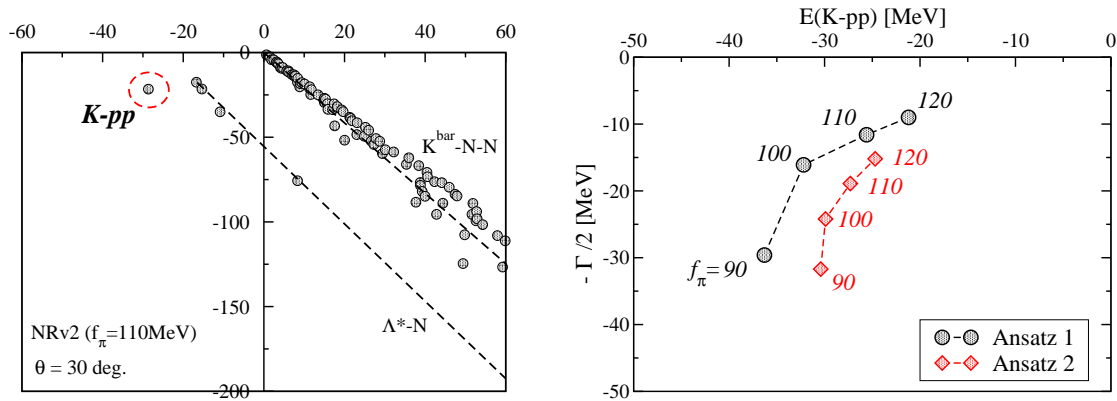 -60 -40 -20 0 20 40 60
0
-50
-100
-150
-200
K-pp
K^bar-N-N
Λ*-N
NRv2 (f_π=110MeV)
θ = 30 deg.
E(K-pp) [MeV]
-50 -40 -30 -20 -10 0
0
-10
-20
-30
-40
-50
- Γ /2 [MeV]
120
110
100
f_π= 90
120
110
100
90
Ansatz 1
Ansatz 2